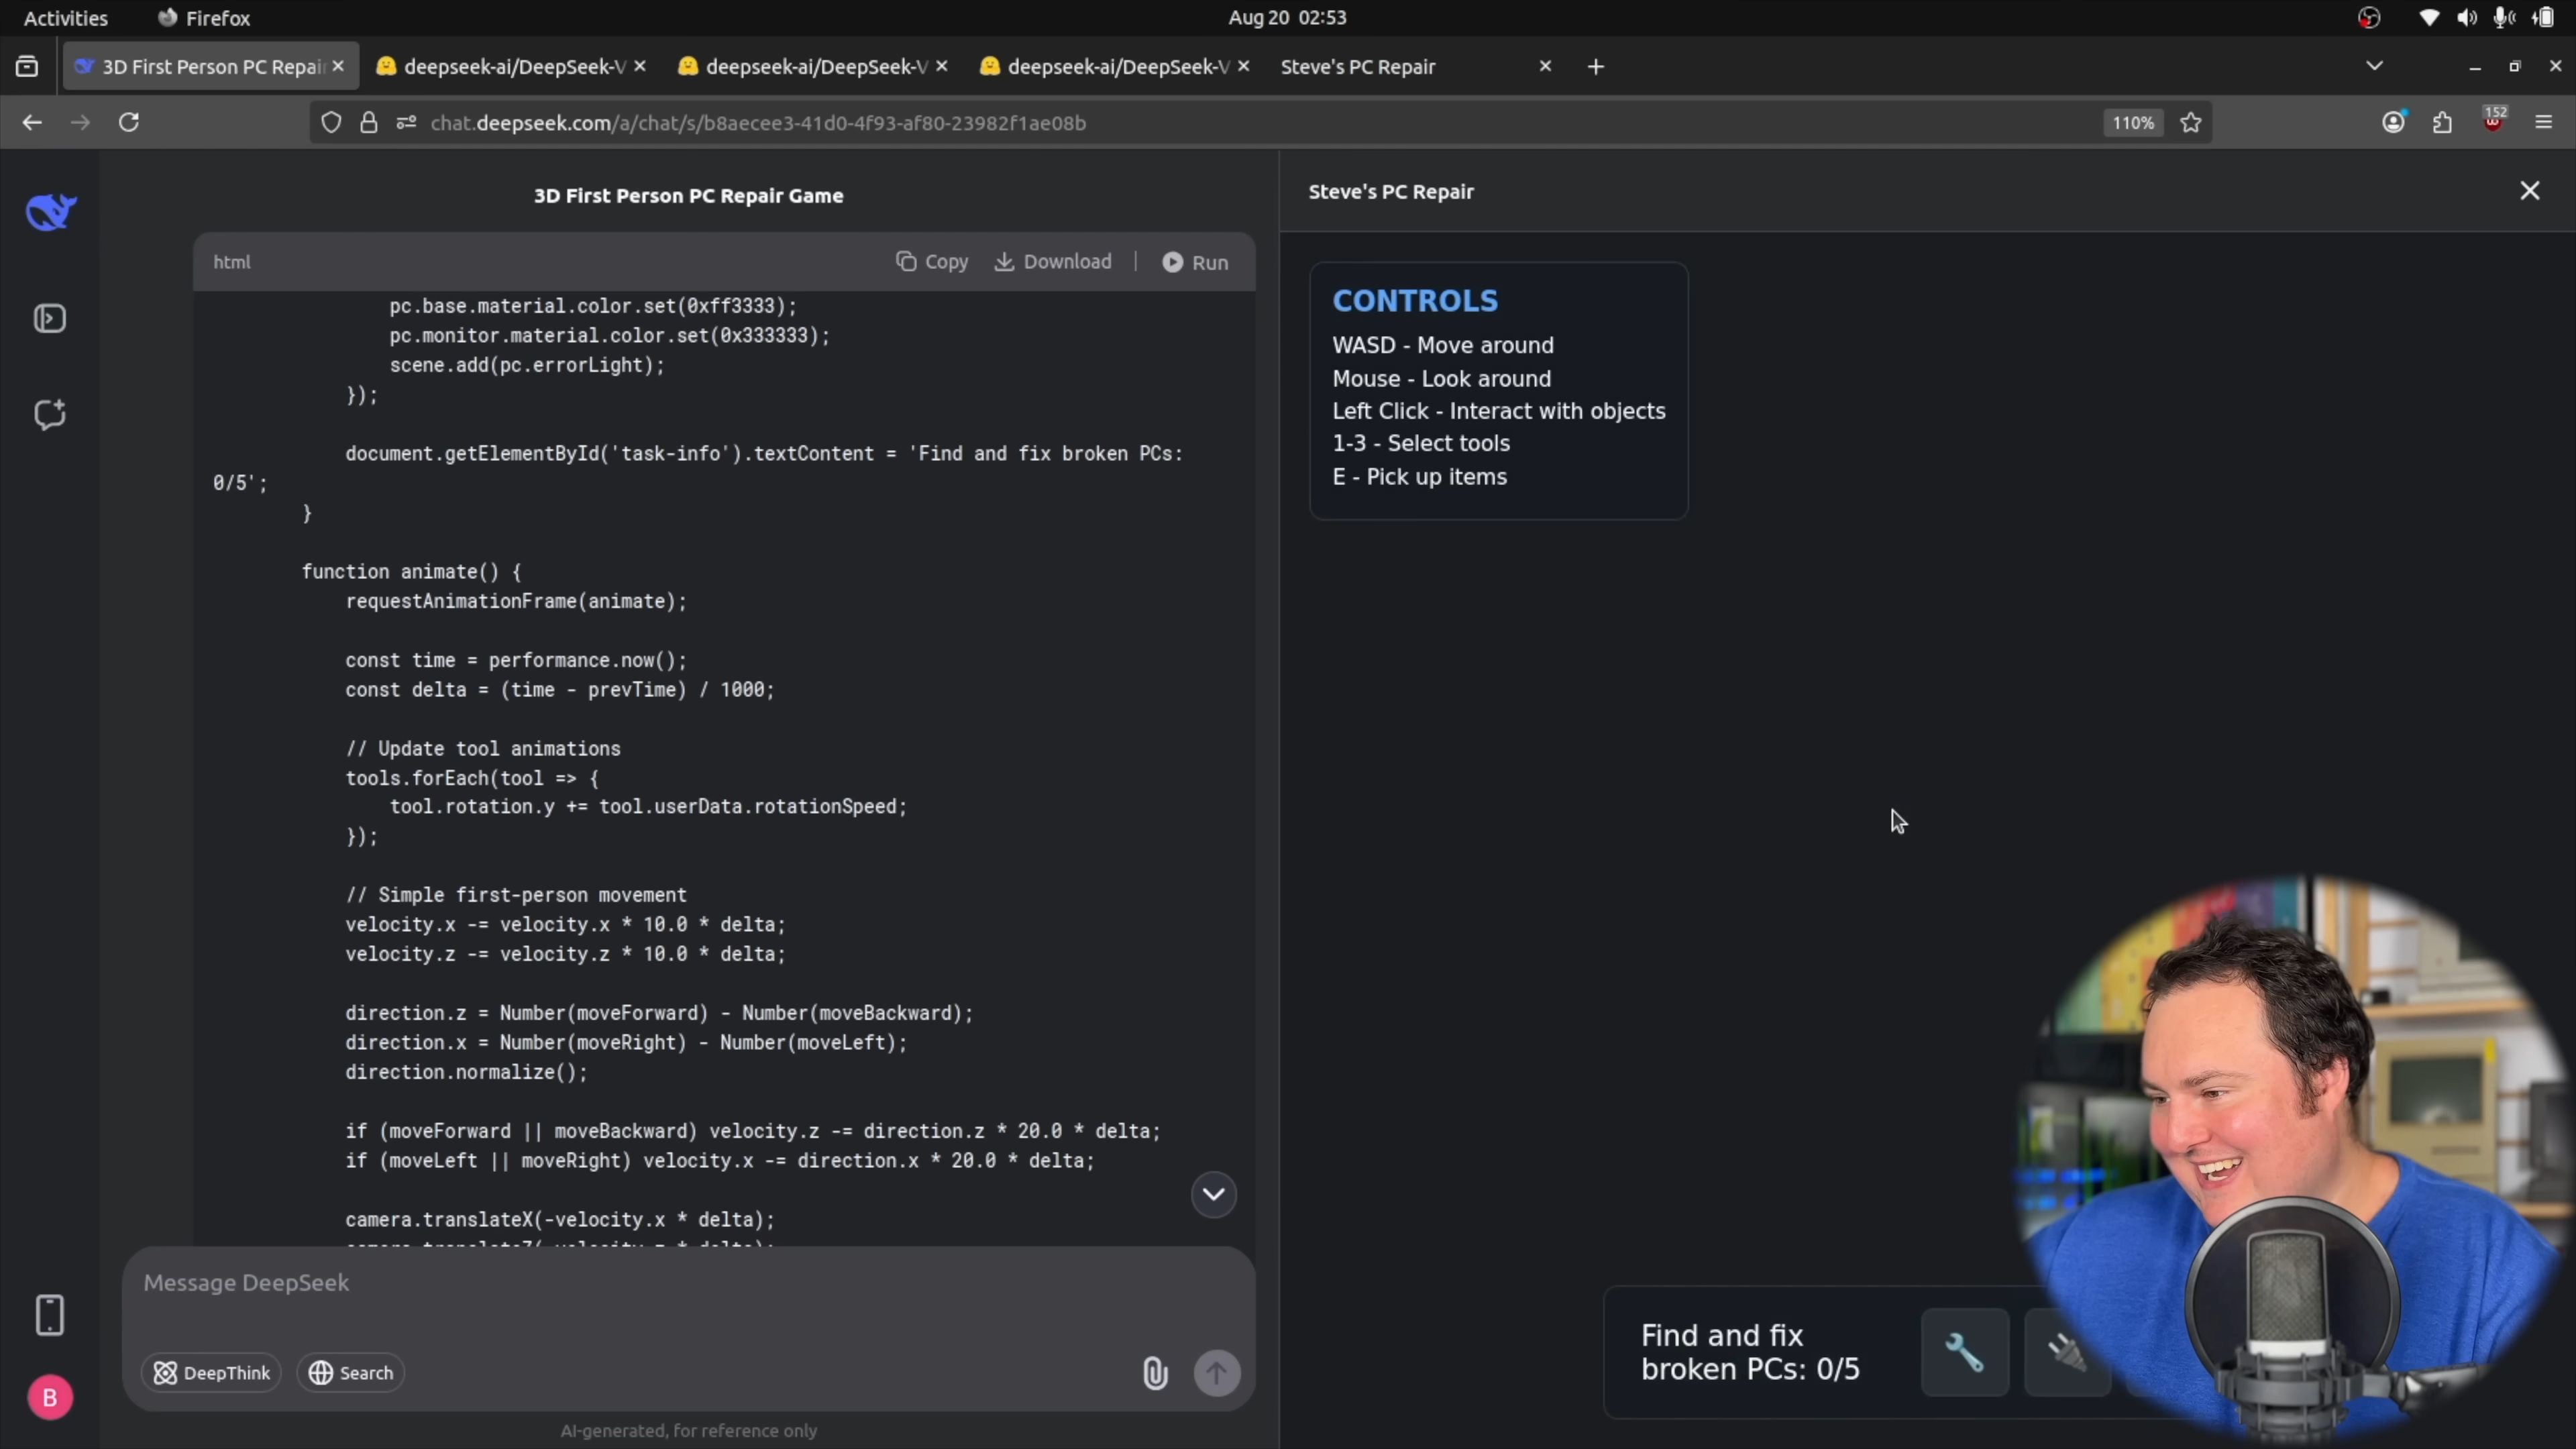 Activities Firefox Aug 20 02:53
3D First Person PC Repair deepseek-ai/DeepSeek-V deepseek-ai/DeepSeek-V deepseek-ai/DeepSeek-V Steve's PC Repair
chat.deepseek.com/a/chat/s/b8aecee3-41d0-4f93-af80-23982f1ae08b 110% 152
3D First Person PC Repair Game
html Copy Download | Run
pc.base.material.color.set(0xff3333);
pc.monitor.material.color.set(0x333333);
scene.add(pc.errorLight);
});
document.getElementById('task-info').textContent = 'Find and fix broken PCs:
0/5';
}
function animate() {
requestAnimationFrame(animate);
const time = performance.now();
const delta = (time - prevTime) / 1000;
// Update tool animations
tools.forEach(tool => {
tool.rotation.y += tool.userData.rotationSpeed;
});
// Simple first-person movement
velocity.x -= velocity.x * 10.0 * delta;
velocity.z -= velocity.z * 10.0 * delta;
direction.z = Number(moveForward) - Number(moveBackward);
direction.x = Number(moveRight) - Number(moveLeft);
direction.normalize();
if (moveForward || moveBackward) velocity.z -= direction.z * 20.0 * delta;
if (moveLeft || moveRight) velocity.x -= direction.x * 20.0 * delta;
camera.translateX(-velocity.x * delta);
Message DeepSeek
DeepThink Search
B
AI-generated, for reference only
Steve's PC Repair
CONTROLS
WASD - Move around
Mouse - Look around
Left Click - Interact with objects
1-3 - Select tools
E - Pick up items
Find and fix
broken PCs: 0/5